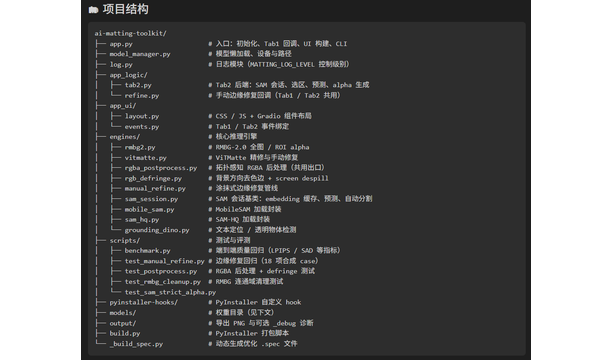 项目结构
ai-matting-toolkit/
├── app.py # 入口: 初始化、Tab1 回调、UI 构建、CLI
├── model_manager.py # 模型懒加载、设备与路径
├── log.py # 日志模块 (MATTING_LOG_LEVEL 控制级别)
├── app_logic/
│ ├── tab2.py # Tab2 后端: SAM 会话、选区、预测、alpha 生成
│ └── refine.py # 手动边缘修复回调 (Tab1 / Tab2 共用)
├── app_ui/
│ ├── layout.py # CSS / JS + Gradio 组件布局
│ └── events.py # Tab1 / Tab2 事件绑定
├── engines/ # 核心推理引擎
│ ├── rmbg2.py # RMBG-2.0 全图 / ROI alpha
│ ├── vitmatte.py # ViTMatte 精修与手动修复
│ ├── rgba_postprocess.py # 拓扑感知 RGBA 后处理 (共用出口)
│ ├── rgb_defringe.py # 背景方向去色边 + screen despill
│ ├── manual_refine.py # 涂抹式边缘修复管线
│ ├── sam_session.py # SAM 会话基类: embedding 缓存、预测、自动分割
│ ├── mobile_sam.py # MobileSAM 加载封装
│ ├── sam_hq.py # SAM-HQ 加载封装
│ └── grounding_dino.py # 文本定位 / 透明物体检测
├── scripts/ # 测试与评测
│ ├── benchmark.py # 端到端质量回归 (LPIPS / SAD 等指标)
│ ├── test_manual_refine.py # 边缘修复回归 (18 项合成 case)
│ ├── test_postprocess.py # RGBA 后处理 + defringe 测试
│ ├── test_rmbg_cleanup.py # RMBG 连通域清理测试
│ └── test_sam_strict_alpha.py
├── pyinstaller-hooks/ # PyInstaller 自定义 hook
├── models/ # 权重目录 (见下文)
├── output/ # 导出 PNG 与可选 _debug 诊断
├── build.py # PyInstaller 打包脚本
└── _build_spec.py # 动态生成优化 .spec 文件